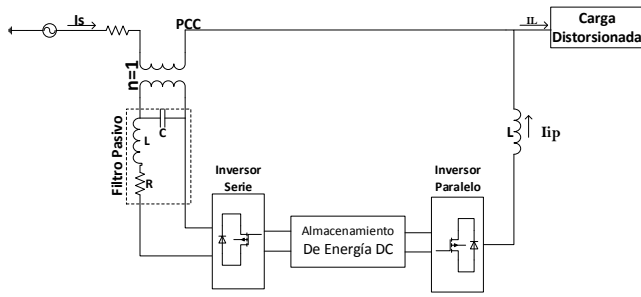 Is
PCC
IL
Carga
Distorsionada
n=1
Filtro Pasivo
L
C
R
L
Iip
Inversor
Serie
Inversor
Paralelo
Almacenamiento
De Energía DC